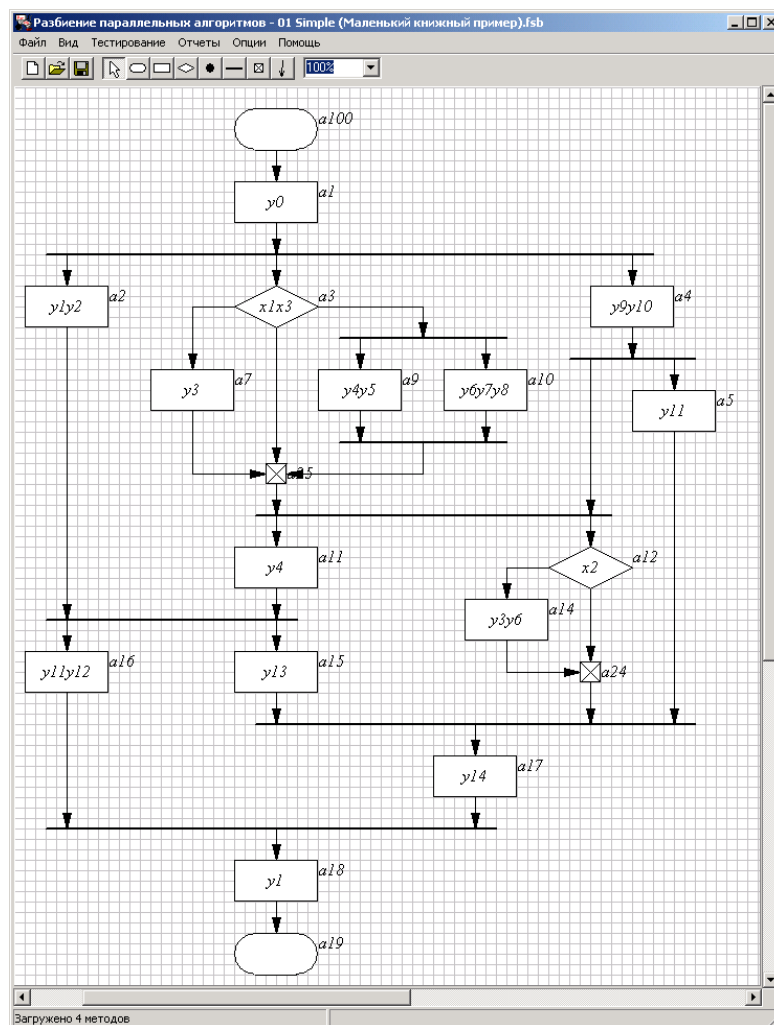 Разбиение параллельных алгоритмов - 01 Simple (Маленький книжный пример).fsb
Файл Вид Тестирование Отчеты Опции Помощь
100%
a100
y0 a1
y1y2 a2
x1x3 a3
y9y10 a4
y3 a7
y4y5 a9
y6y7y8 a10
y11 a5
a25
y4 a11
x2 a12
y3y6 a14
y11y12 a16
y13 a15
a24
y14 a17
y1 a18
a19
Загружено 4 методов